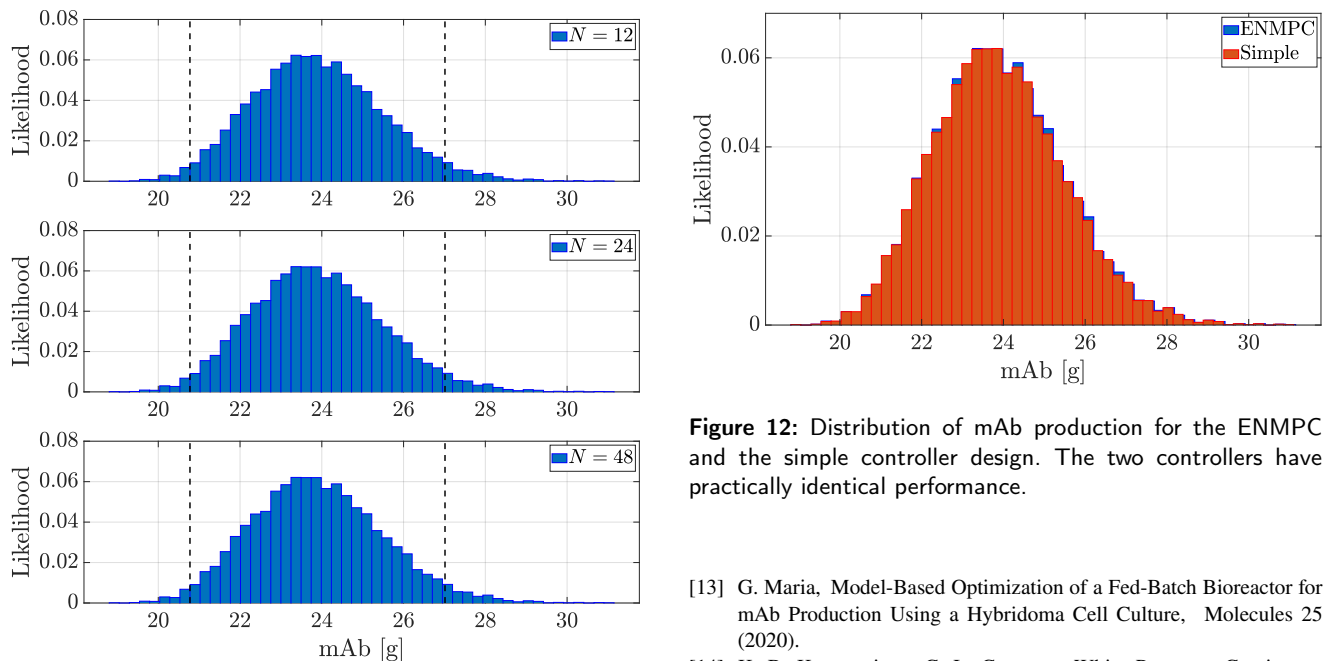 0.08
0.06
0.04
0.02
0
Likelihood
N = 12
20 22 24 26 28 30
0.08
0.06
0.04
0.02
0
Likelihood
N = 24
20 22 24 26 28 30
0.08
0.06
0.04
0.02
0
Likelihood
N = 48
20 22 24 26 28 30
mAb [g]
0.06
0.04
0.02
0
Likelihood
ENMPC
Simple
20 22 24 26 28 30
mAb [g]
Figure 12: Distribution of mAb production for the ENMPC
and the simple controller design. The two controllers have
practically identical performance.
[13] G. Maria, Model-Based Optimization of a Fed-Batch Bioreactor for
mAb Production Using a Hybridoma Cell Culture, Molecules 25
(2020).